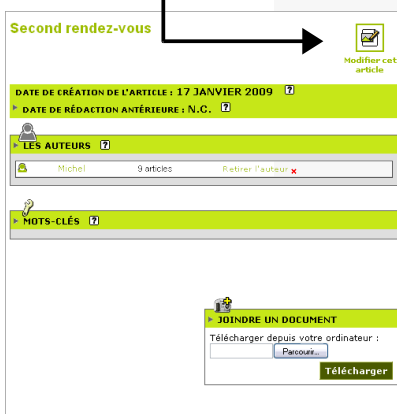 Second rendez-vous
Modifier cet
article
DATE DE CRÉATION DE L'ARTICLE : 17 JANVIER 2009 ?
DATE DE RÉDACTION ANTÉRIEURE : N.C. ?
LES AUTEURS ?
Michel 9 articles Retirer l'auteur
MOTS-CLÉS ?
JOINDRE UN DOCUMENT
Télécharger depuis votre ordinateur :
Parcourir...
Télécharger